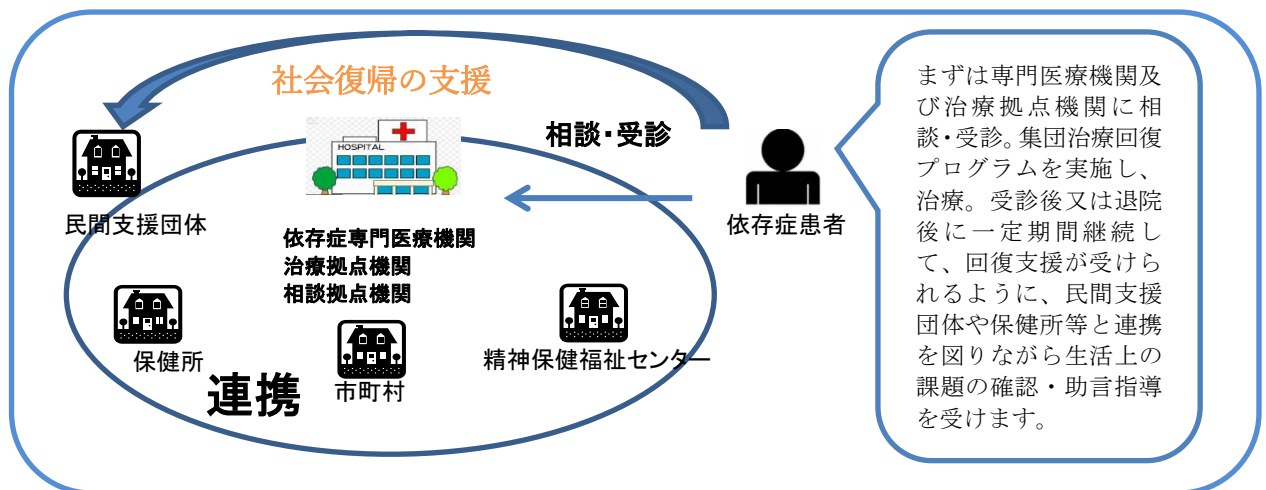 社会復帰の支援
HOSPITAL
相談・受診
民間支援団体
依存症専門医療機関
治療拠点機関
相談拠点機関
依存症患者
保健所
市町村
精神保健福祉センター
連携
まずは専門医療機関及
び治療拠点機関に相
談・受診。集団治療回復
プログラムを実施し、
治療。受診後又は退院
後に一定期間継続し
て、回復支援が受けら
れるように、民間支援
団体や保健所等と連携
を図りながら生活上の
課題の確認・助言指導
を受けます。